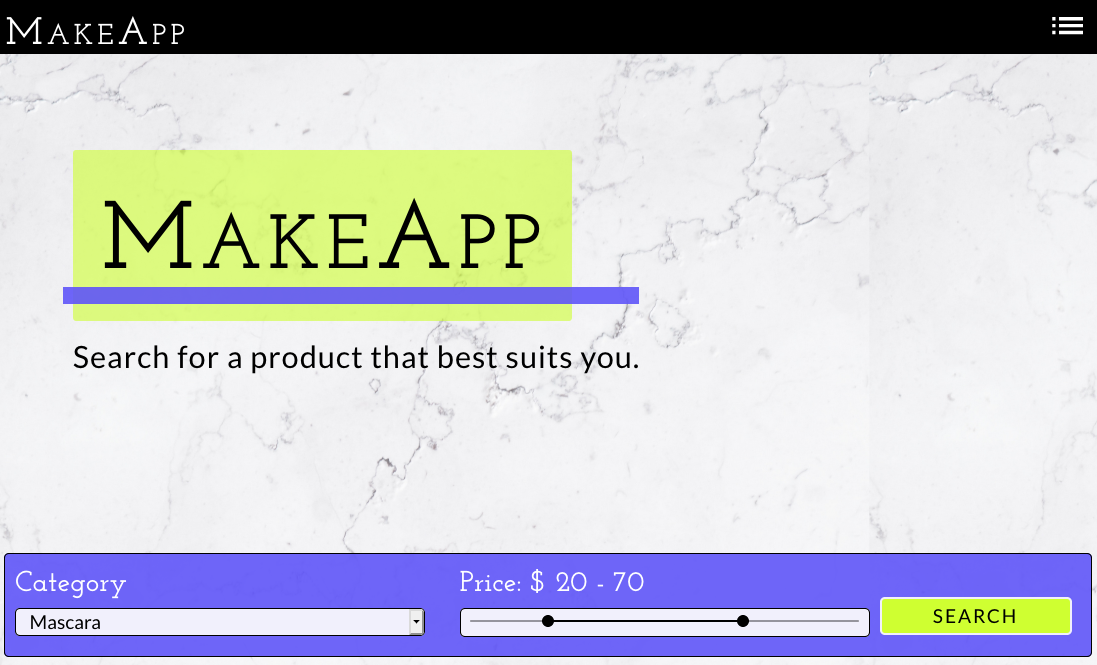 MakeApp
MakeApp
Search for a product that best suits you.
Category
Price: $ 20 - 70
Mascara
SEARCH